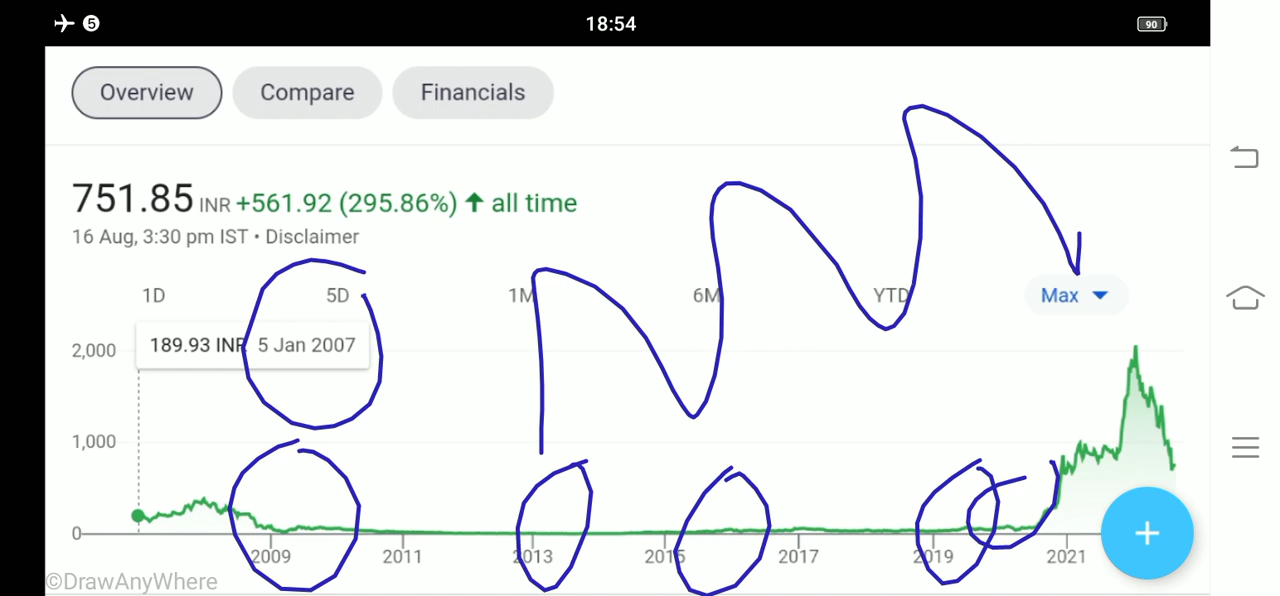 5 18:54 90
Overview Compare Financials
751.85 INR +561.92 (295.86%) ↑ all time
16 Aug, 3:30 pm IST • Disclaimer
1D 5D 1M 6M YTD Max
189.93 INR 5 Jan 2007
2,000
1,000
0
2009 2011 2013 2015 2017 2019 2021
©DrawAnyWhere